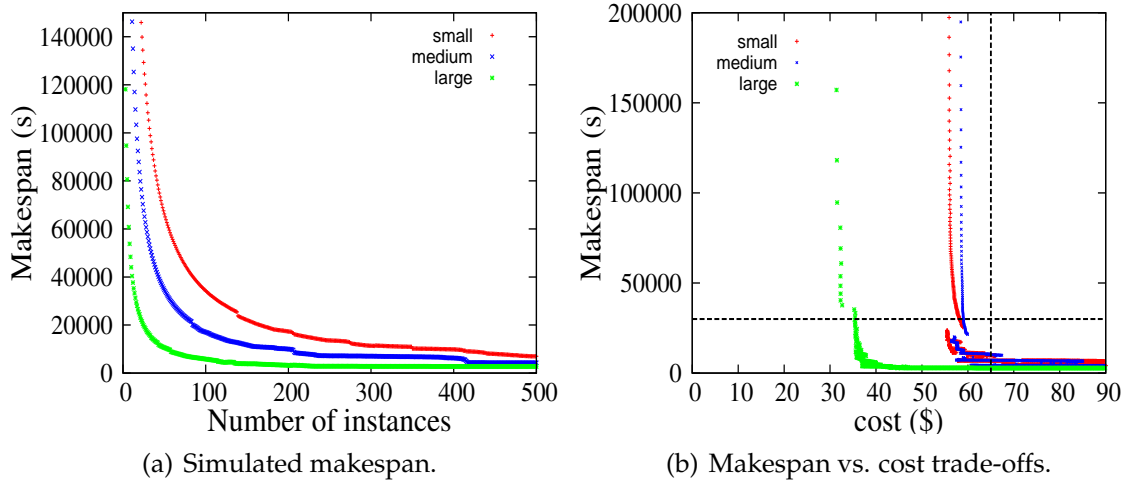 140000
120000
100000
80000
60000
40000
20000
0
Makespan (s)
0 100 200 300 400 500
Number of instances
small
medium
large
(a) Simulated makespan.
200000
150000
100000
50000
0
Makespan (s)
0 10 20 30 40 50 60 70 80 90
cost ($)
small
medium
large
(b) Makespan vs. cost trade-offs.